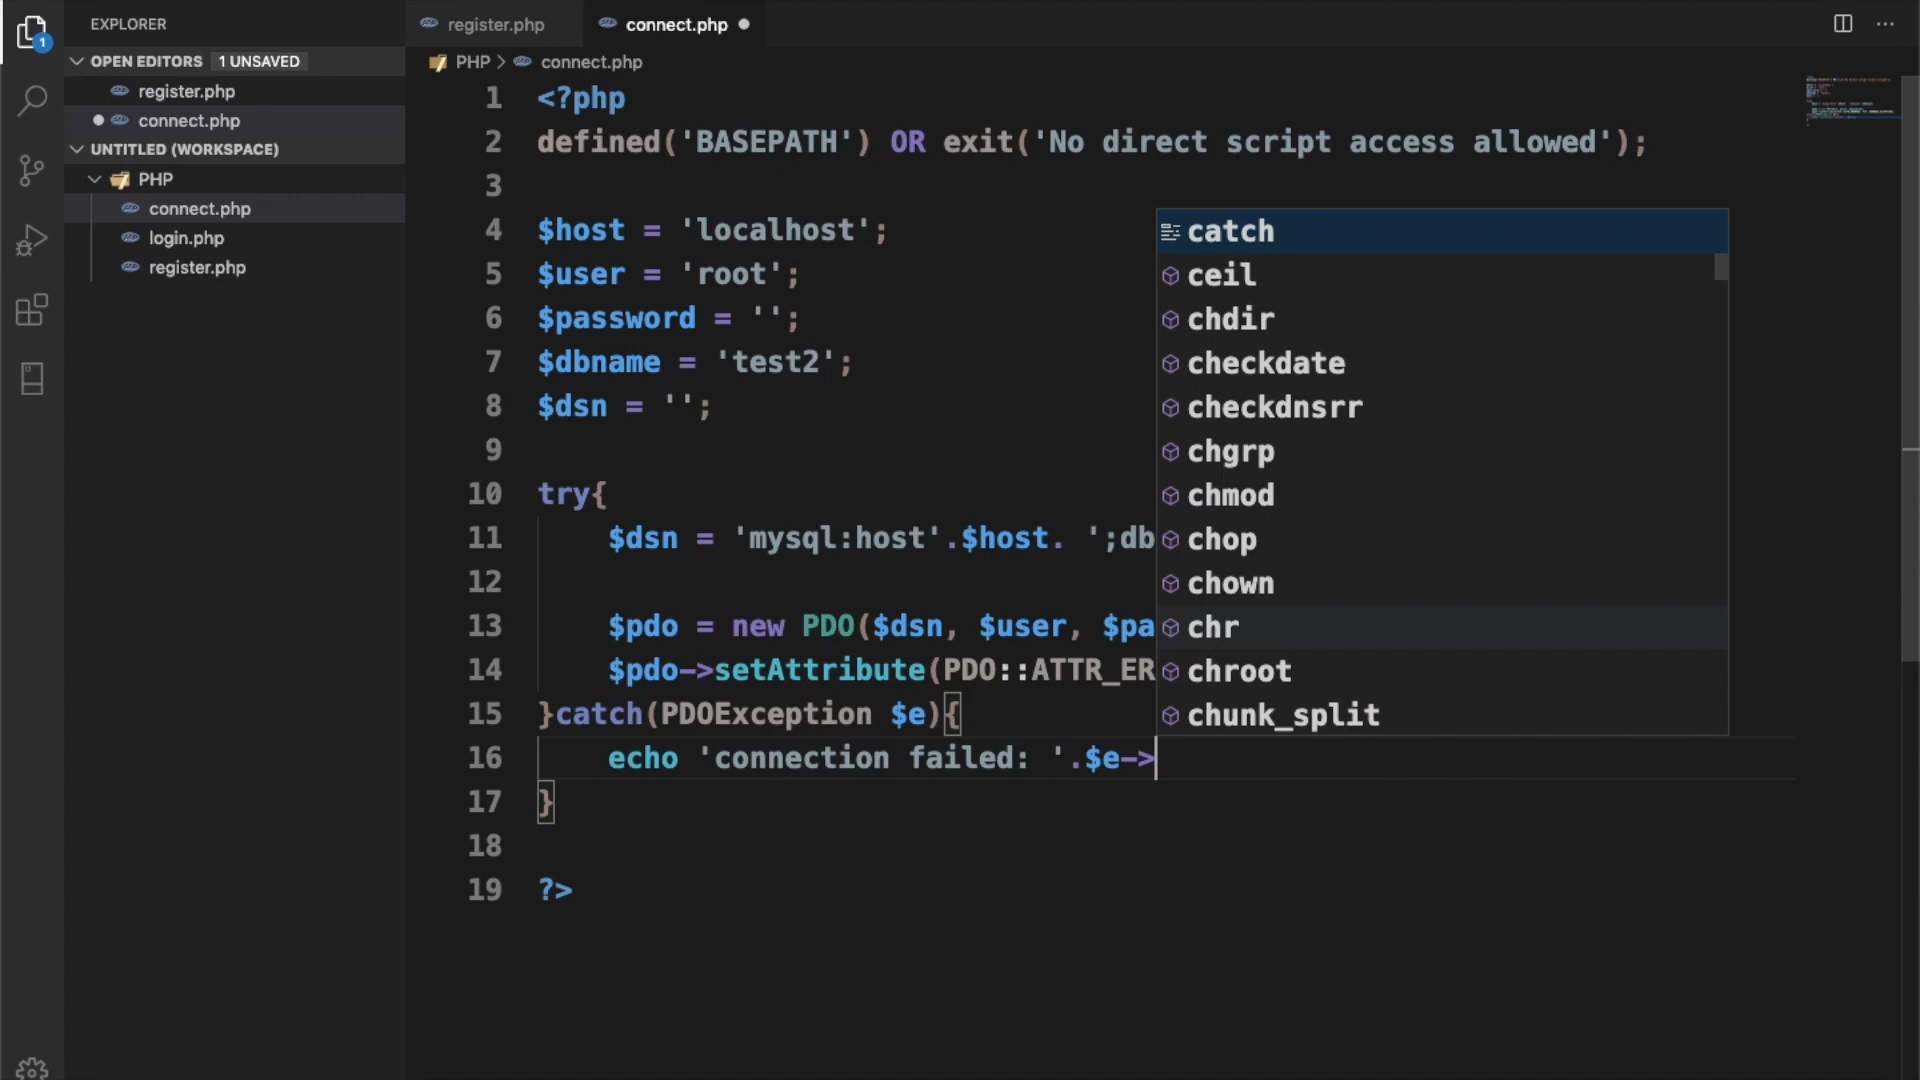 EXPLORER
OPEN EDITORS 1 UNSAVED
register.php
connect.php
UNTITLED (WORKSPACE)
PHP
connect.php
login.php
register.php
1
register.php
connect.php
PHP > connect.php
1 <?php
2 defined('BASEPATH') OR exit('No direct script access allowed');
3
4 $host = 'localhost';
5 $user = 'root';
6 $password = '';
7 $dbname = 'test2';
8 $dsn = '';
9
10 try{
11 $dsn = 'mysql:host'.$host. ';db
12
13 $pdo = new PDO($dsn, $user, $pa
14 $pdo->setAttribute(PDO::ATTR_ER
15 }catch(PDOException $e){
16 echo 'connection failed: '.$e->
17 }
18
19 ?>
catch
ceil
chdir
checkdate
checkdnsrr
chgrp
chmod
chop
chown
chr
chroot
chunk_split